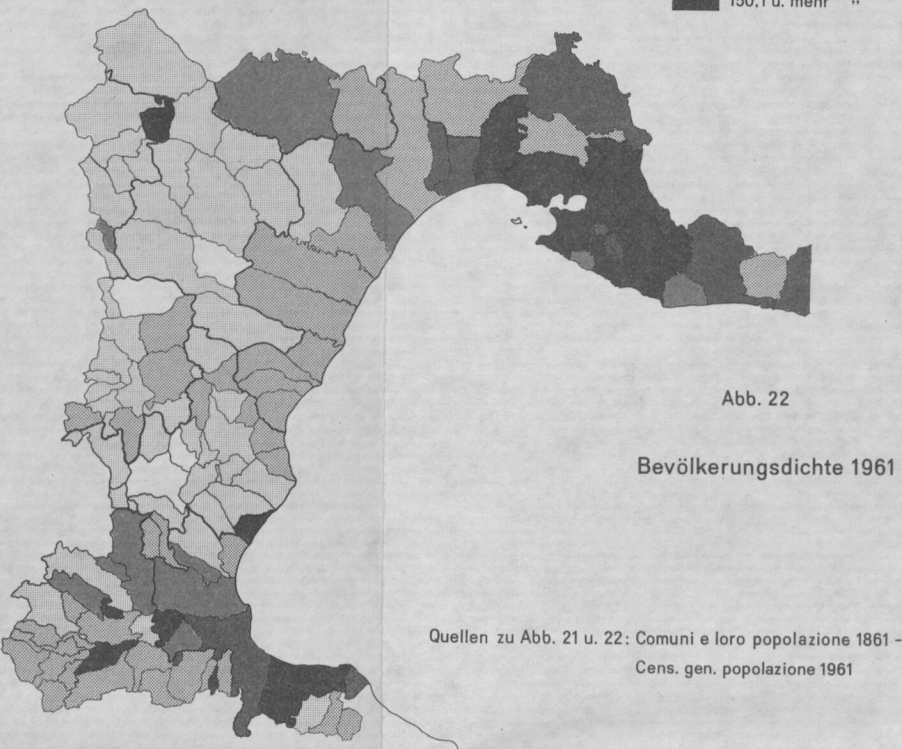 150,1 u. mehr "
Abb. 22
Bevölkerungsdichte 1961
Quellen zu Abb. 21 u. 22: Comuni e loro popolazione 1861 –
Cens. gen. popolazione 1961